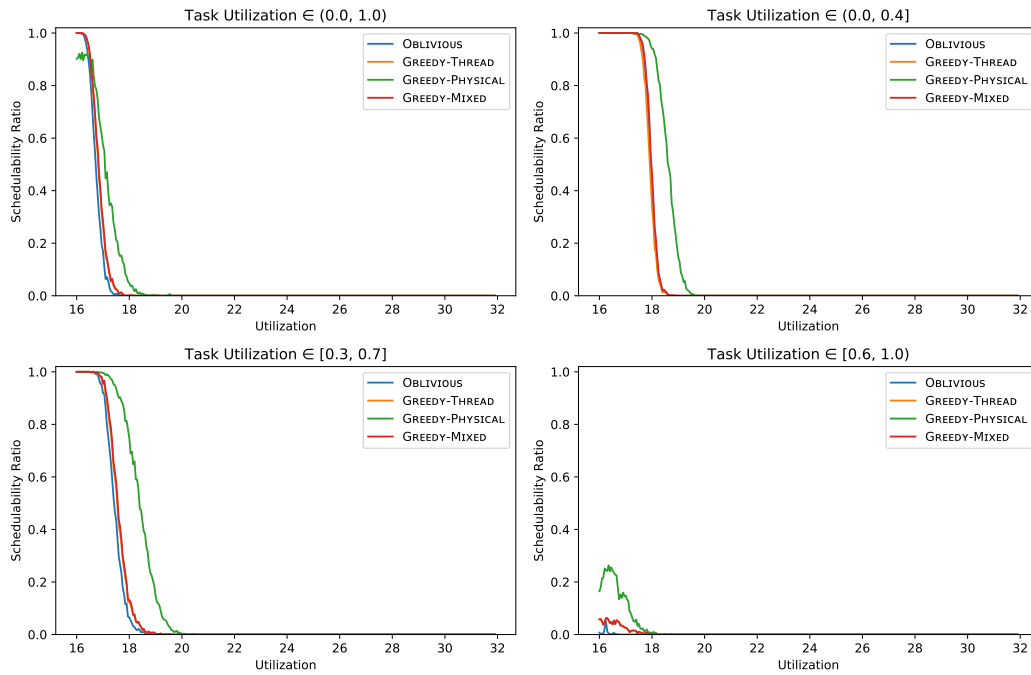 Task Utilization ∈ (0.0, 1.0)
1.0
0.8
0.6
0.4
0.2
0.0
Schedulability Ratio
Oblivious
Greedy-Thread
Greedy-Physical
Greedy-Mixed
16 18 20 22 24 26 28 30 32
Utilization
Task Utilization ∈ (0.0, 0.4]
1.0
0.8
0.6
0.4
0.2
0.0
Schedulability Ratio
Oblivious
Greedy-Thread
Greedy-Physical
Greedy-Mixed
16 18 20 22 24 26 28 30 32
Utilization
Task Utilization ∈ [0.3, 0.7]
1.0
0.8
0.6
0.4
0.2
0.0
Schedulability Ratio
Oblivious
Greedy-Thread
Greedy-Physical
Greedy-Mixed
16 18 20 22 24 26 28 30 32
Utilization
Task Utilization ∈ [0.6, 1.0)
1.0
0.8
0.6
0.4
0.2
0.0
Schedulability Ratio
Oblivious
Greedy-Thread
Greedy-Physical
Greedy-Mixed
16 18 20 22 24 26 28 30 32
Utilization